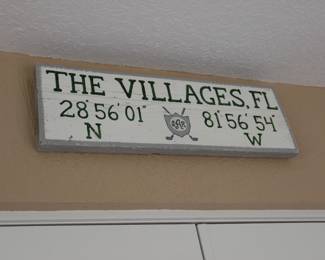 THE VILLAGES, FL
28°56'01" 81°56'54"
N W